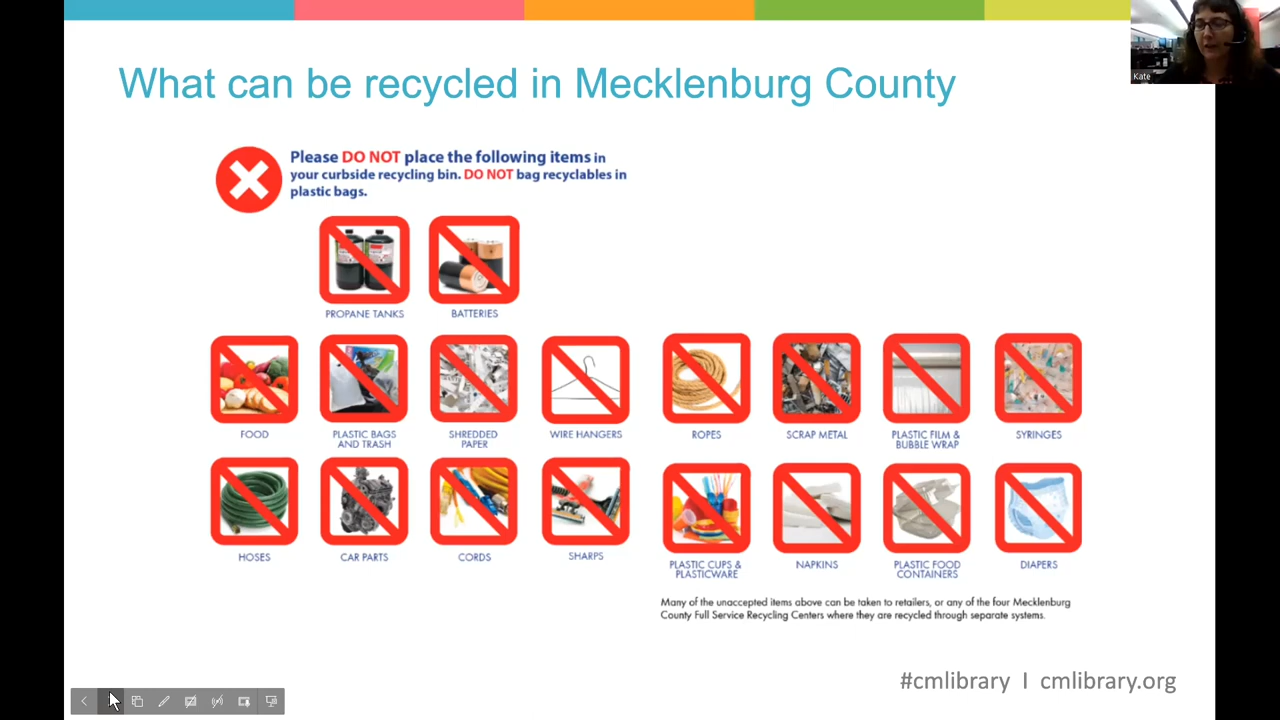 Kate
What can be recycled in Mecklenburg County
Please DO NOT place the following items in
your curbside recycling bin. DO NOT bag recyclables in
plastic bags.
PROPANE TANKS
BATTERIES
FOOD
PLASTIC BAGS
AND TRASH
SHREDDED
PAPER
WIRE HANGERS
ROPES
SCRAP METAL
PLASTIC FILM &
BUBBLE WRAP
SYRINGES
HOSES
CAR PARTS
CORDS
SHARPS
PLASTIC CUPS &
PLASTICWARE
NAPKINS
PLASTIC FOOD
CONTAINERS
DIAPERS
Many of the unaccepted items above can be taken to retailers, or any of the four Mecklenburg
County Full Service Recycling Centers where they are recycled through separate systems.
#cmlibrary I cmlibrary.org